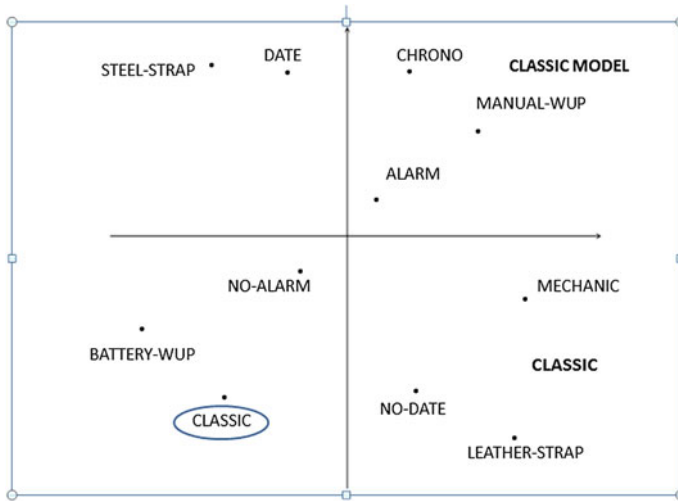 DATE
CHRONO
STEEL-STRAP
CLASSIC MODEL
MANUAL-WUP
ALARM
NO-ALARM
MECHANIC
BATTERY-WUP
CLASSIC
NO-DATE
CLASSIC
LEATHER-STRAP